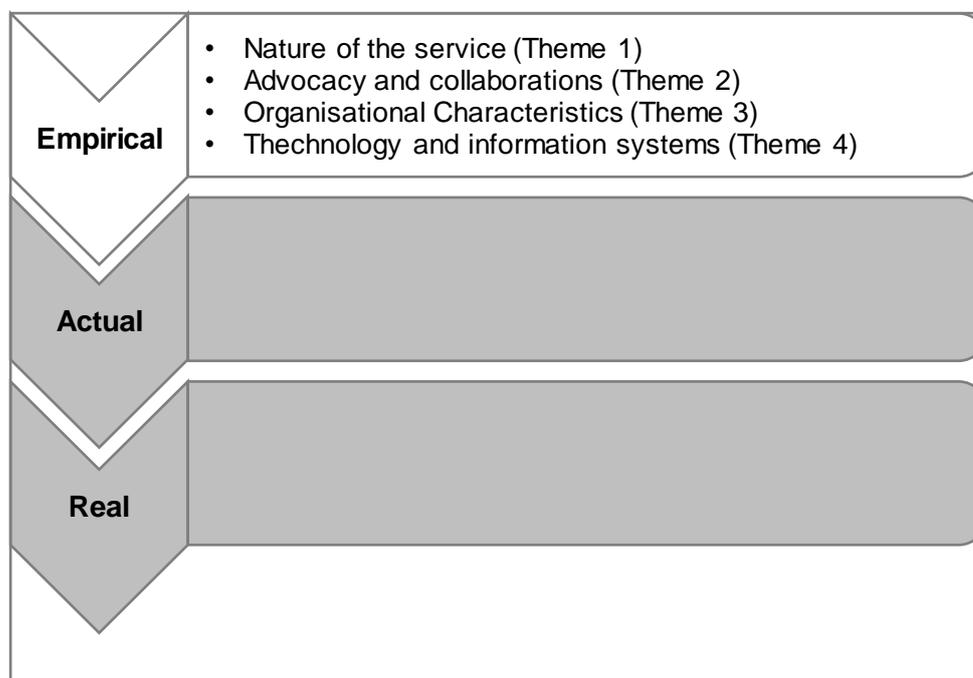 • Nature of the service (Theme 1)
• Advocacy and collaborations (Theme 2)
• Organisational Characteristics (Theme 3)
• Thechnology and information systems (Theme 4)
Empirical
Actual
Real